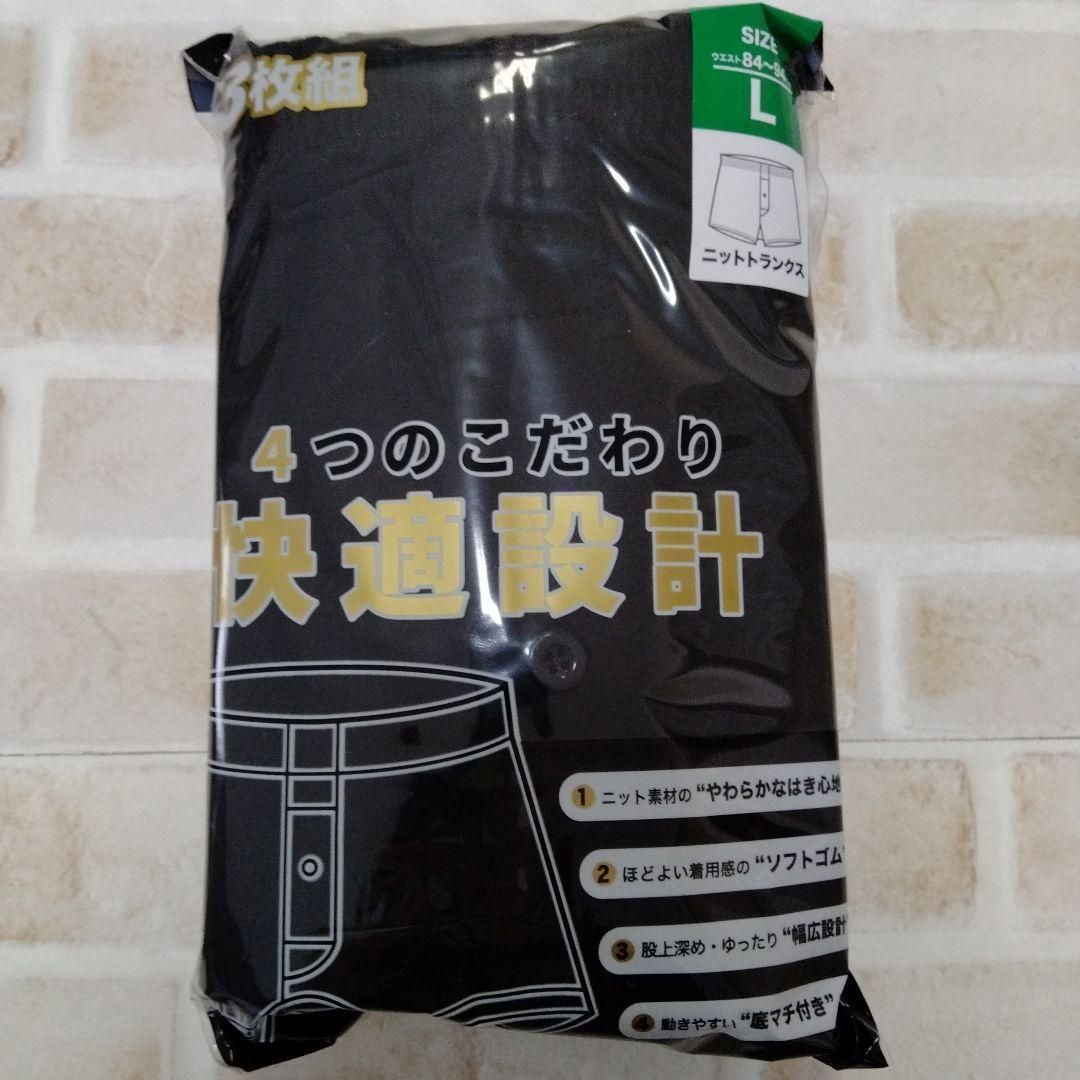 3枚組
SIZE
ウエスト84〜94
L
ニットトランクス
4つのこだわり
快適設計
1 ニット素材の“やわらかなはき心地
2 ほどよい着用感の“ソフトゴム”
3 股上深め・ゆったり“幅広設計
4 動きやすい“底マチ付き”